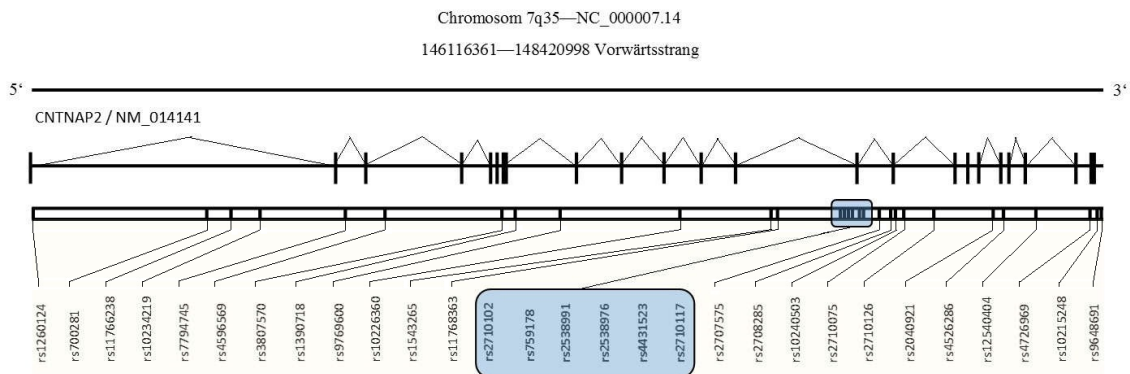 Chromosom 7q35—NC_000007.14
146116361—148420998 Vorwärtsstrang
5‘ 3‘
CNTNAP2 / NM_014141
rs1260124
rs700281
rs11766238
rs10234219
rs7794745
rs4596569
rs3807570
rs1390718
rs9769600
rs10226360
rs1543265
rs11768363
rs2710102
rs759178
rs2538991
rs2538976
rs4431523
rs2710117
rs2707575
rs2708285
rs10240503
rs2710075
rs2710126
rs2040921
rs4526286
rs12540404
rs4726969
rs10215248
rs9648691